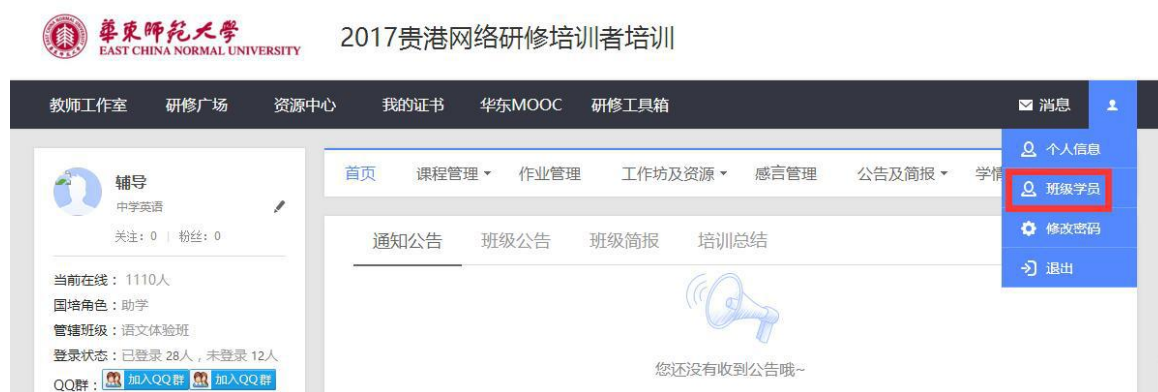 華東師範大學
EAST CHINA NORMAL UNIVERSITY
2017贵港网络研修培训者培训
教师工作室 研修广场 资源中心 我的证书 华东MOOC 研修工具箱 消息
个人信息
班级学员
修改密码
退出
首页 课程管理 作业管理 工作坊及资源 感言管理 公告及简报 学情
辅导
中学英语
关注：0 | 粉丝：0
通知公告 班级公告 班级简报 培训总结
当前在线：1110人
国培角色：助学
管辖班级：语文体验班
登录状态：已登录 28人，未登录 12人
QQ群：加入QQ群 加入QQ群
您还没有收到公告哦~